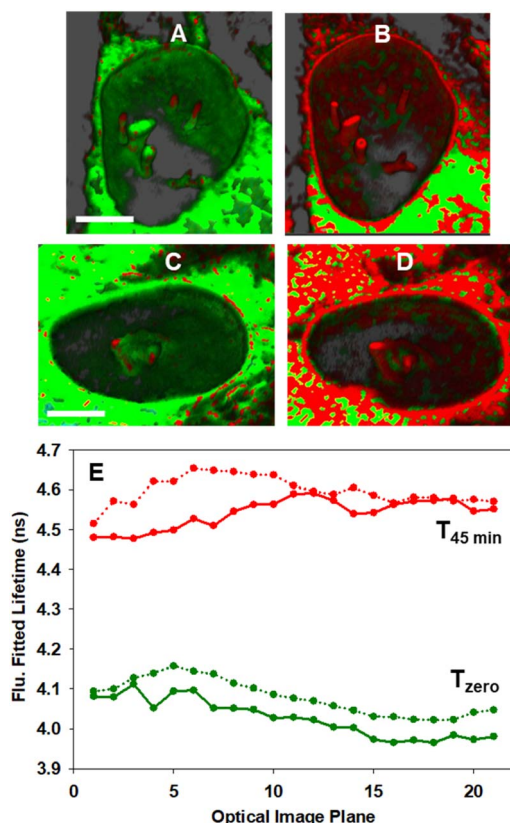 A
B
C
D
E
4.7
4.6
4.5
4.4
4.3
4.2
4.1
4.0
3.9
Flu. Fitted Lifetime (ns)
T45 min
Tzero
0
5
10
15
20
Optical Image Plane